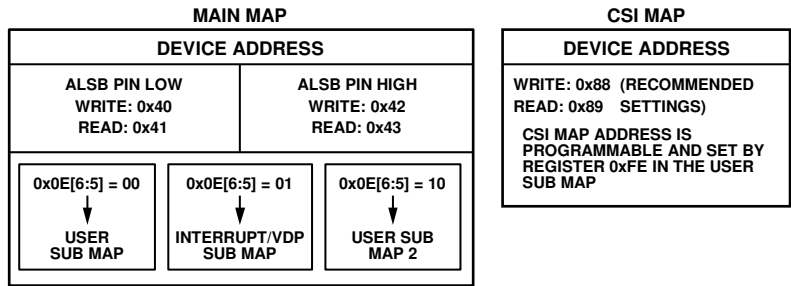 MAIN MAP
DEVICE ADDRESS
ALSB PIN LOW
WRITE: 0x40
READ: 0x41
ALSB PIN HIGH
WRITE: 0x42
READ: 0x43
0x0E[6:5] = 00
USER
SUB MAP
0x0E[6:5] = 01
INTERRUPT/VDP
SUB MAP
0x0E[6:5] = 10
USER SUB
MAP 2
CSI MAP
DEVICE ADDRESS
WRITE: 0x88 (RECOMMENDED
READ: 0x89 SETTINGS)
CSI MAP ADDRESS IS
PROGRAMMABLE AND SET BY
REGISTER 0xFE IN THE USER
SUB MAP